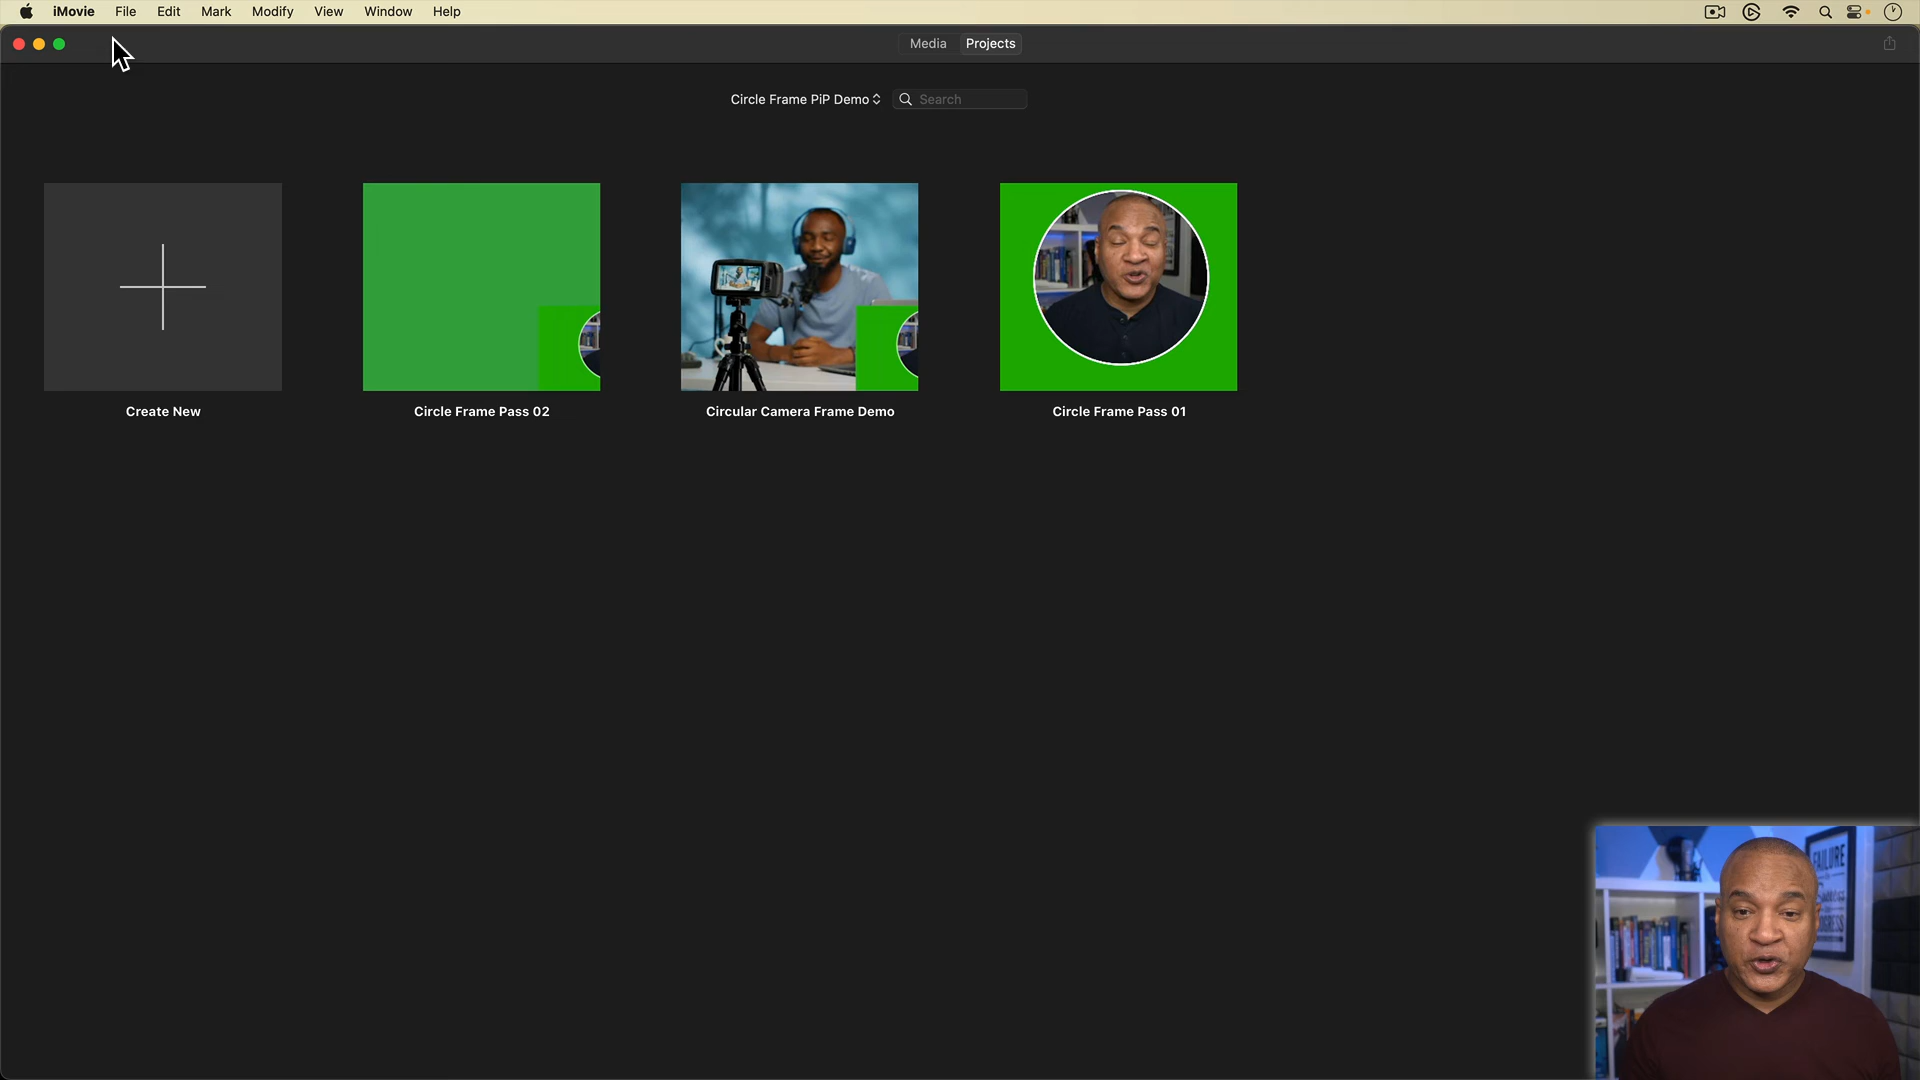 iMovie File Edit Mark Modify View Window Help
Media Projects
Circle Frame PiP Demo Search
Create New
Circle Frame Pass 02
Circular Camera Frame Demo
Circle Frame Pass 01
FAILURE